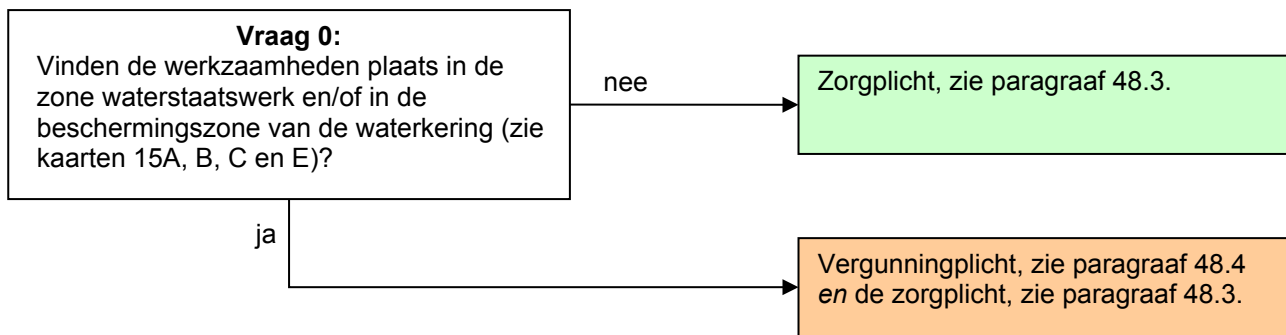 Vraag 0:
Vinden de werkzaamheden plaats in de
zone waterstaatswerk en/of in de
beschermingszone van de waterkering (zie
kaarten 15A, B, C en E)?
nee
Zorgplicht, zie paragraaf 48.3.
ja
Vergunningplicht, zie paragraaf 48.4
en de zorgplicht, zie paragraaf 48.3.